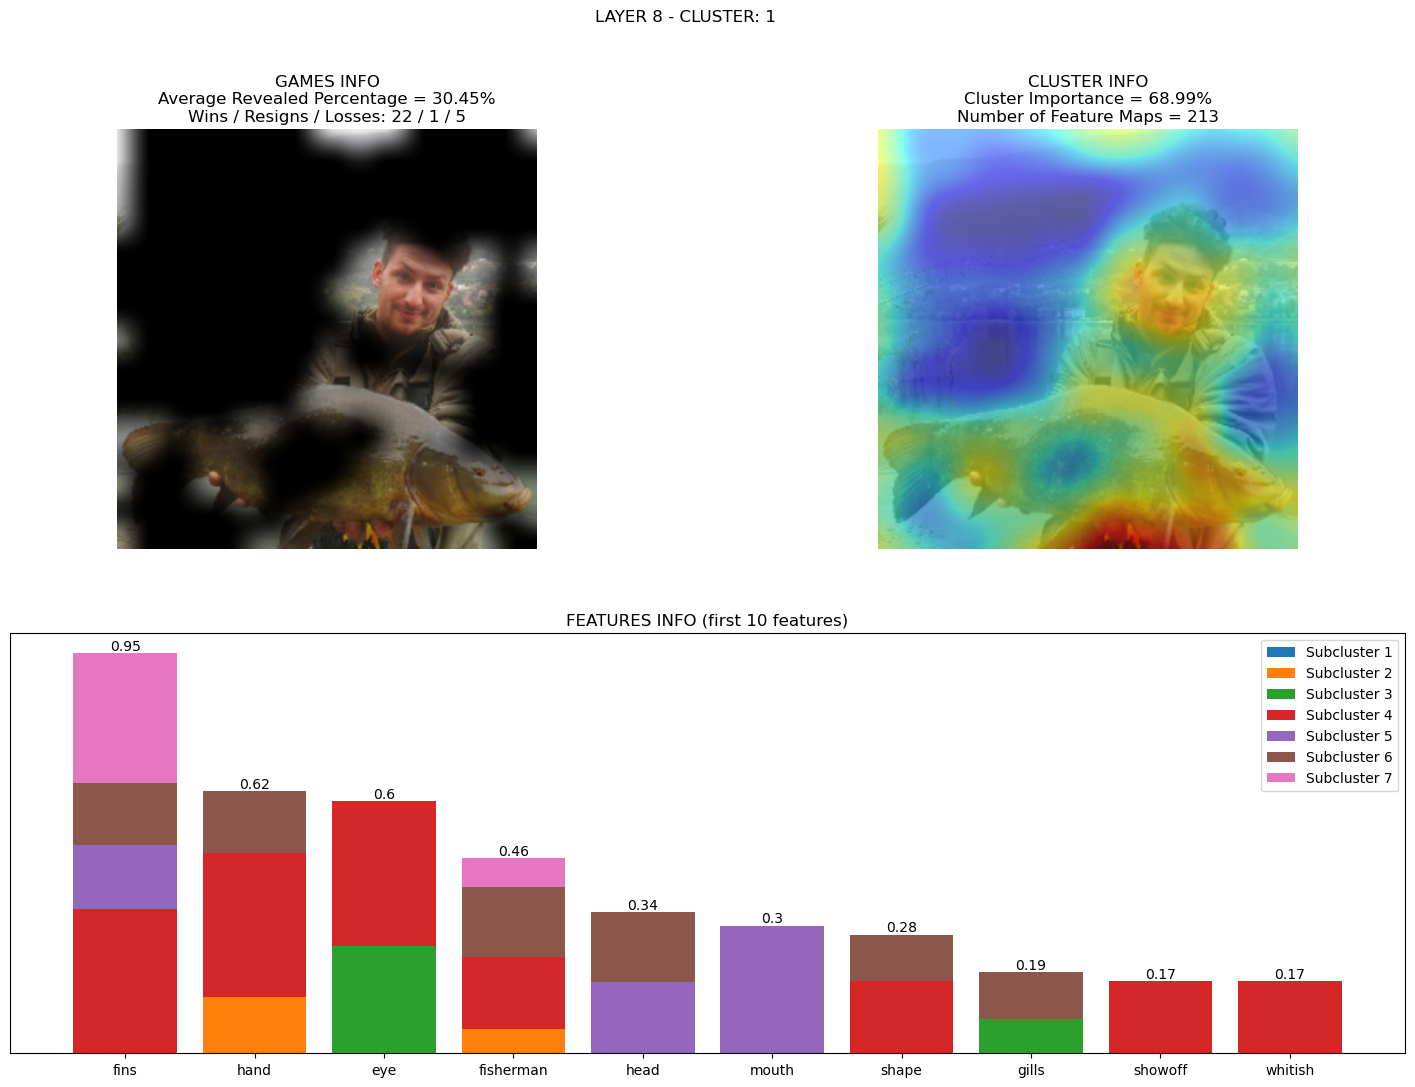 LAYER 8 - CLUSTER: 1
GAMES INFO
Average Revealed Percentage = 30.45%
Wins / Resigns / Losses: 22 / 1 / 5
CLUSTER INFO
Cluster Importance = 68.99%
Number of Feature Maps = 213
FEATURES INFO (first 10 features)
0.95
0.62
0.6
0.46
0.34
0.3
0.28
0.19
0.17
0.17
Subcluster 1
Subcluster 2
Subcluster 3
Subcluster 4
Subcluster 5
Subcluster 6
Subcluster 7
fins
hand
eye
fisherman
head
mouth
shape
gills
showoff
whitish